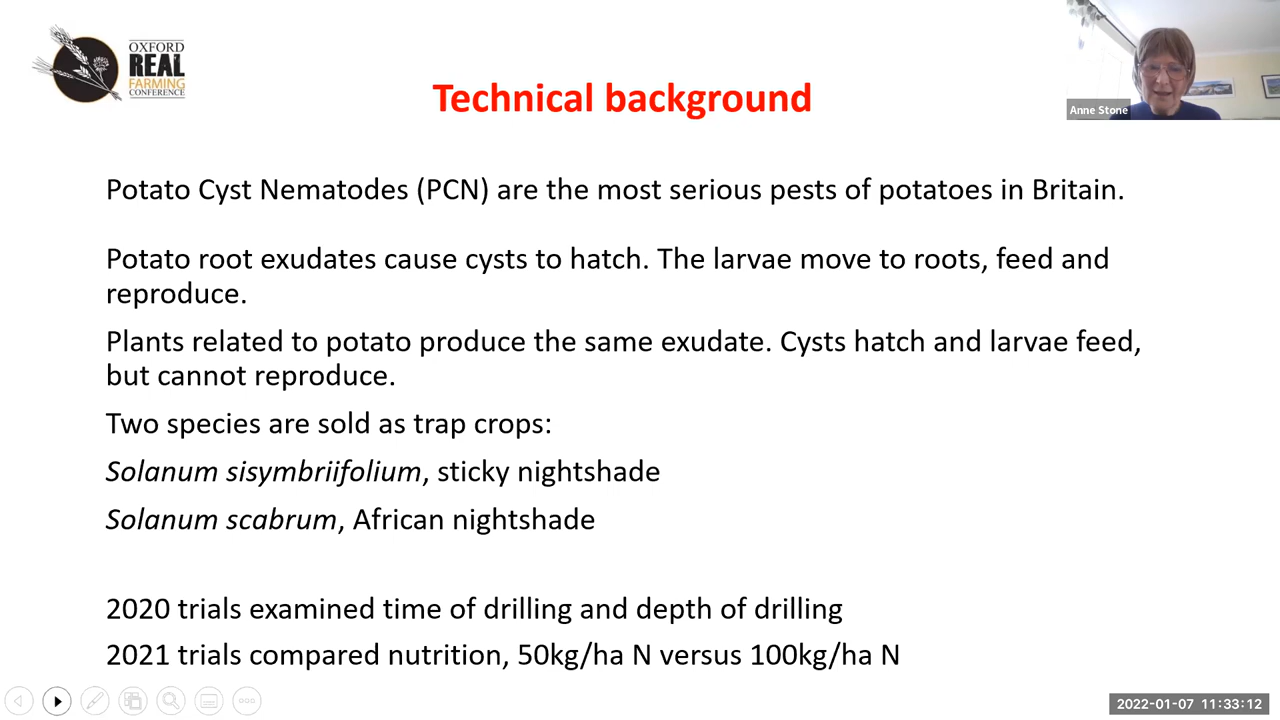 OXFORD
REAL
FARMING
CONFERENCE
Technical background
Anne Stone
Potato Cyst Nematodes (PCN) are the most serious pests of potatoes in Britain.
Potato root exudates cause cysts to hatch. The larvae move to roots, feed and
reproduce.
Plants related to potato produce the same exudate. Cysts hatch and larvae feed,
but cannot reproduce.
Two species are sold as trap crops:
Solanum sisymbriifolium, sticky nightshade
Solanum scabrum, African nightshade
2020 trials examined time of drilling and depth of drilling
2021 trials compared nutrition, 50kg/ha N versus 100kg/ha N
2022-01-07 11:33:12